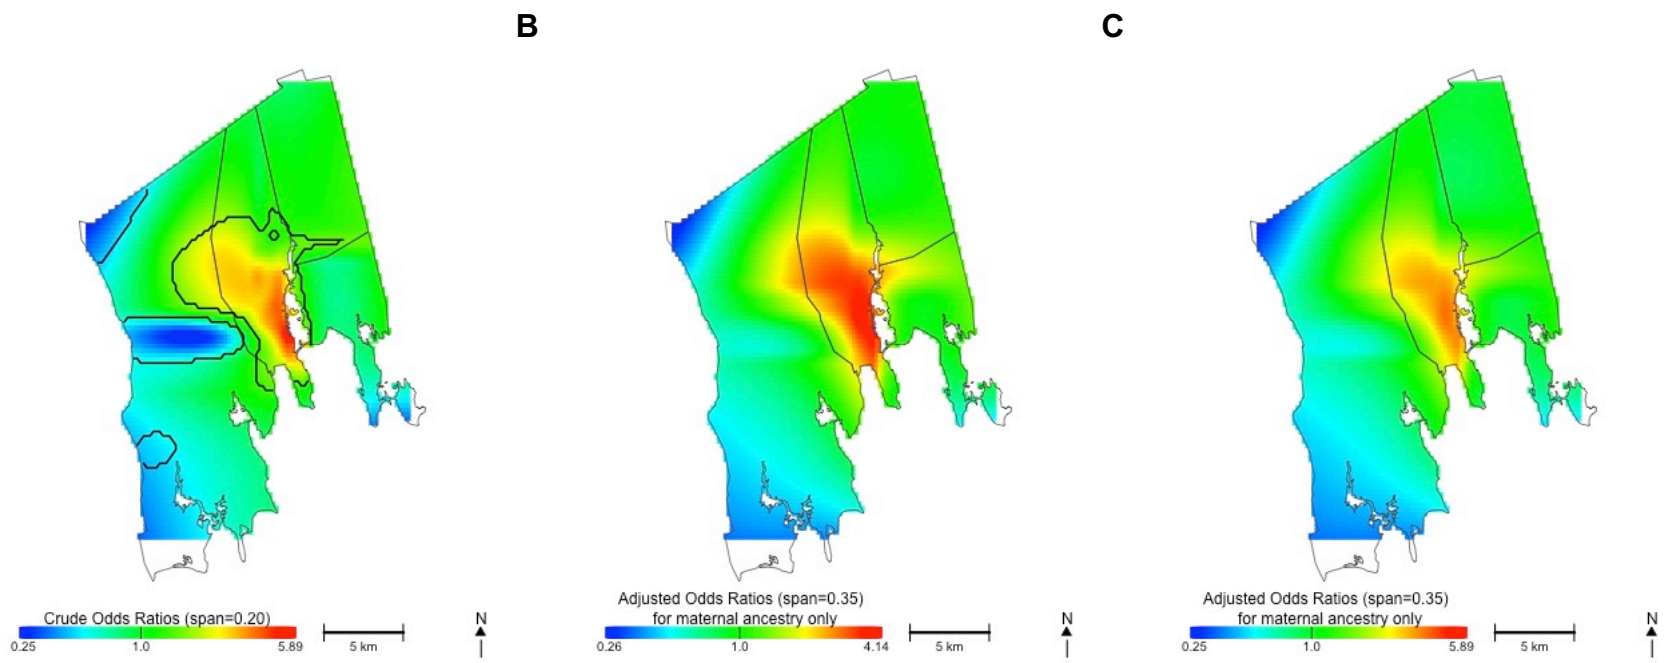 B
C
Crude Odds Ratios (span=0.20)
0.25 1.0 5.89
5 km
N
Adjusted Odds Ratios (span=0.35)
for maternal ancestry only
0.26 1.0 4.14
5 km
N
Adjusted Odds Ratios (span=0.35)
for maternal ancestry only
0.25 1.0 5.89
5 km
N